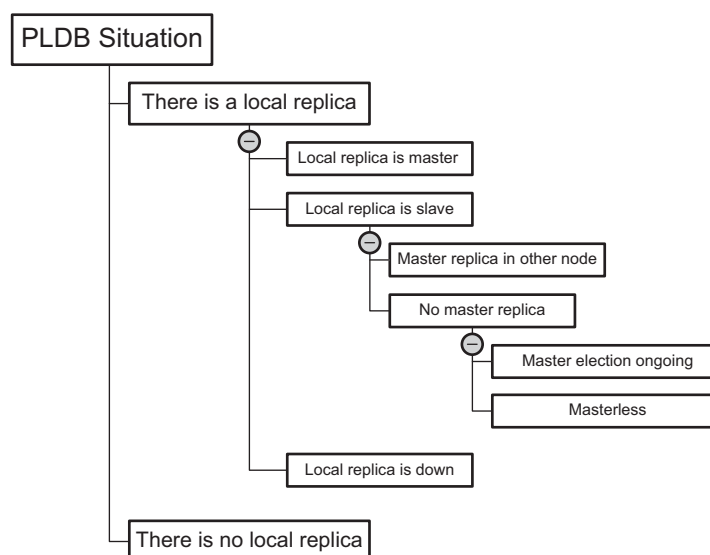 PLDB Situation
There is a local replica
Local replica is master
Local replica is slave
Master replica in other node
No master replica
Master election ongoing
Masterless
Local replica is down
There is no local replica